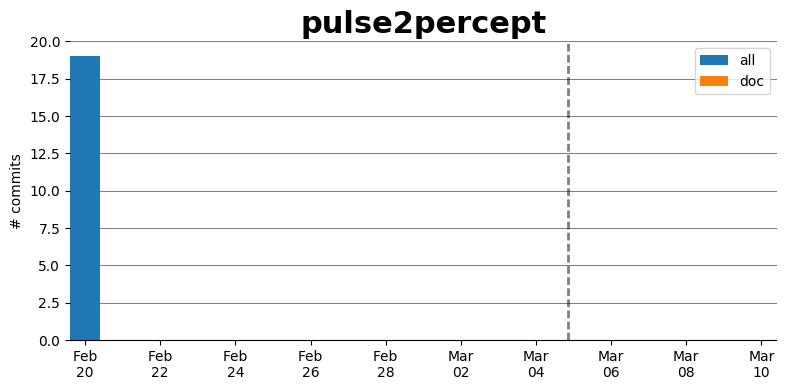 pulse2percept
20.0
17.5
15.0
12.5
10.0
7.5
5.0
2.5
0.0
# commits
all
doc
Feb Feb Feb Feb Feb Mar Mar Mar Mar Mar
20 22 24 26 28 02 04 06 08 10